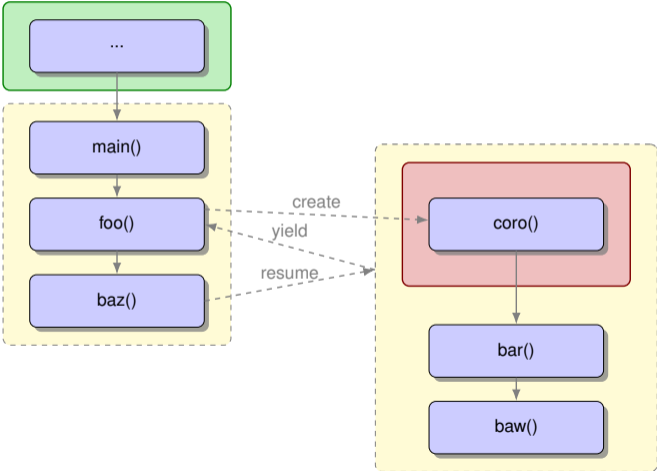 ...
main()
foo()
baz()
create
yield
resume
coro()
bar()
baw()